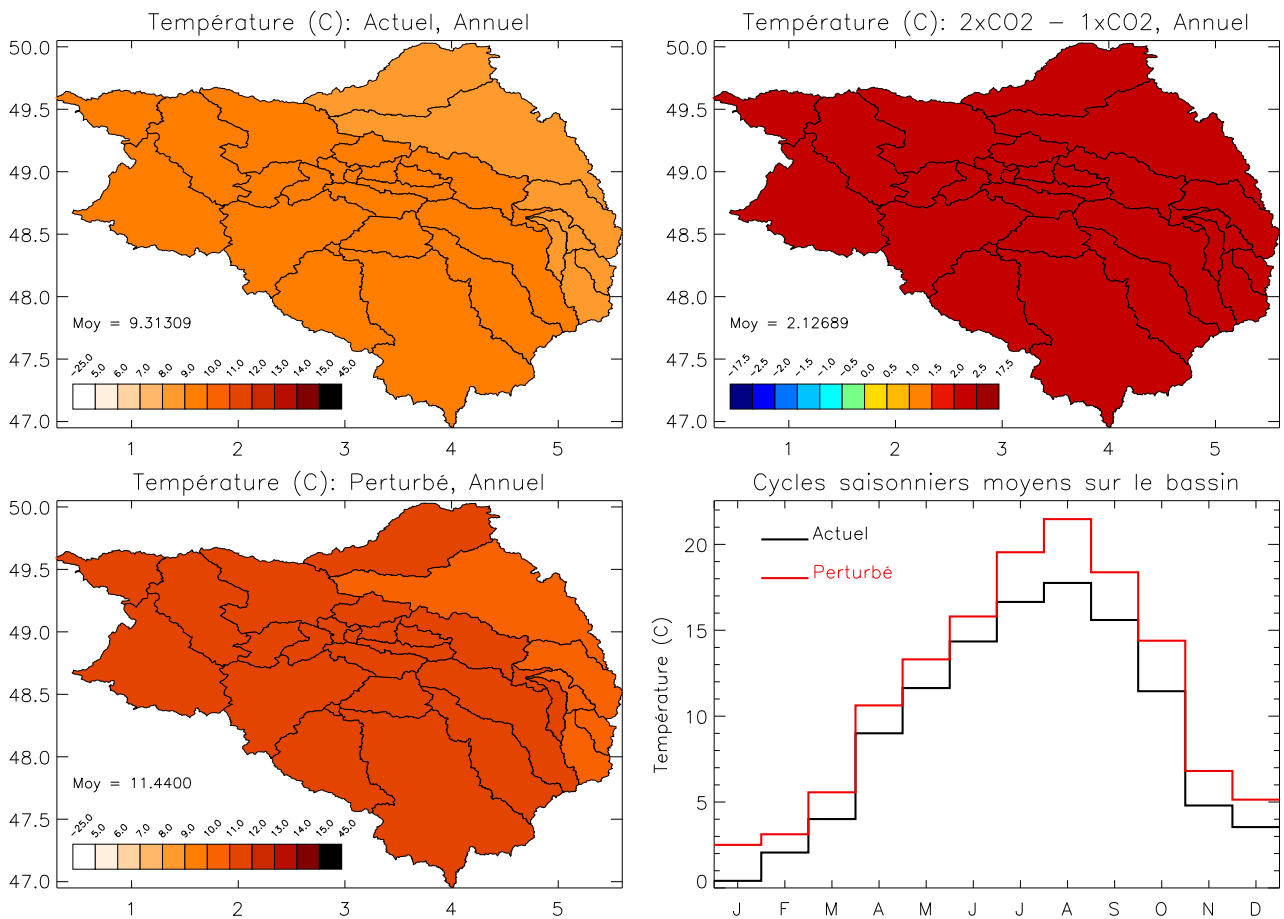 Température (C): Actuel, Annuel
50.0
49.5
49.0
48.5
48.0
47.5
47.0
Moy = 9.31309
-25.0 5.0 6.0 7.0 8.0 9.0 10.0 11.0 12.0 13.0 14.0 15.0 45.0
1 2 3 4 5
Température (C): 2xCO2 - 1xCO2, Annuel
50.0
49.5
49.0
48.5
48.0
47.5
47.0
Moy = 2.12689
-17.5 -2.5 -2.0 -1.5 -1.0 -0.5 0.0 0.5 1.0 1.5 2.0 2.5 17.5
1 2 3 4 5
Température (C): Perturbé, Annuel
50.0
49.5
49.0
48.5
48.0
47.5
47.0
Moy = 11.4400
-25.0 5.0 6.0 7.0 8.0 9.0 10.0 11.0 12.0 13.0 14.0 15.0 45.0
1 2 3 4 5
Cycles saisonniers moyens sur le bassin
Actuel
Perturbé
Température (C)
20
15
10
5
0
J F M A M J J A S O N D